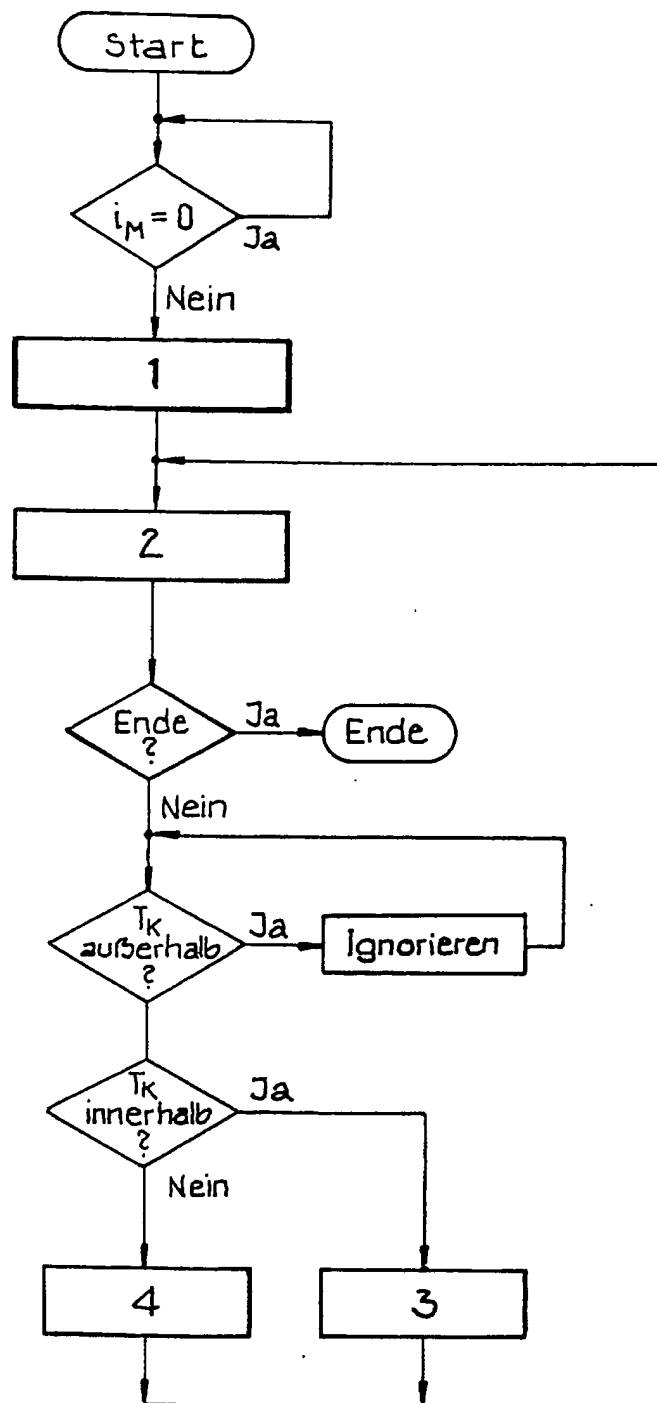 Start
i_M = 0
Ja
Nein
1
2
Ende
?
Ja
Ende
Nein
T_K
außerhalb
?
Ja
Ignorieren
T_K
innerhalb
?
Ja
Nein
4
3